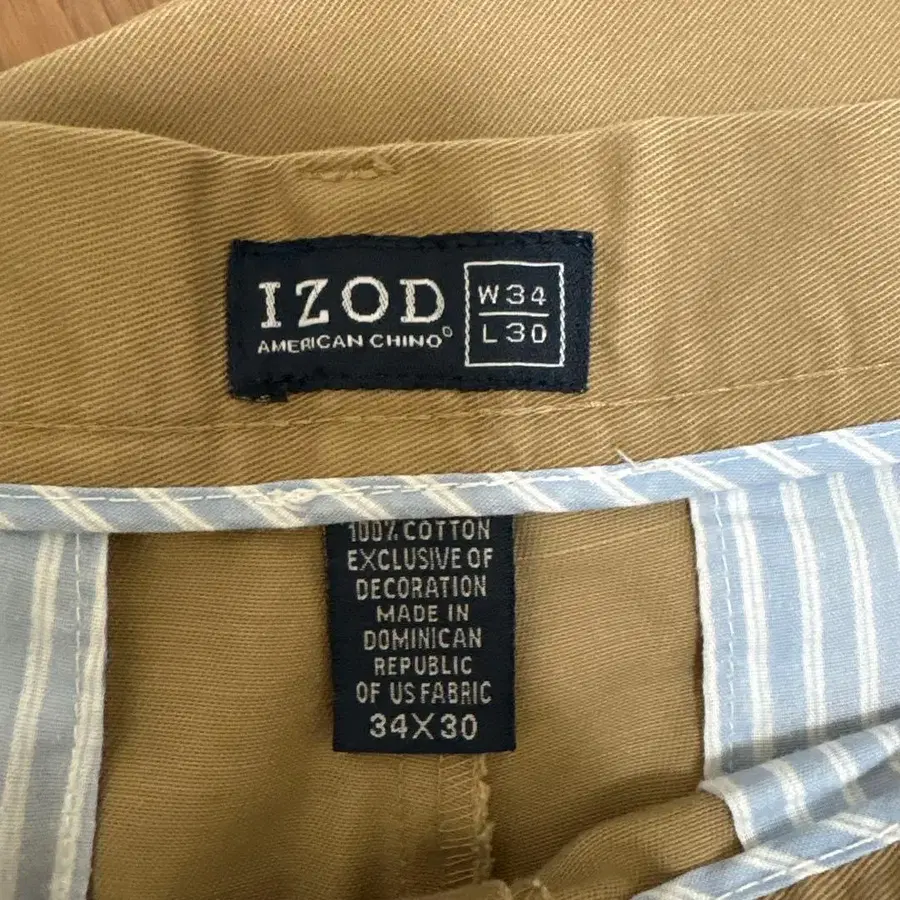 IZOD
AMERICAN CHINO
W34
L30
100% COTTON
EXCLUSIVE OF
DECORATION
MADE IN
DOMINICAN
REPUBLIC
OF US FABRIC
34X30